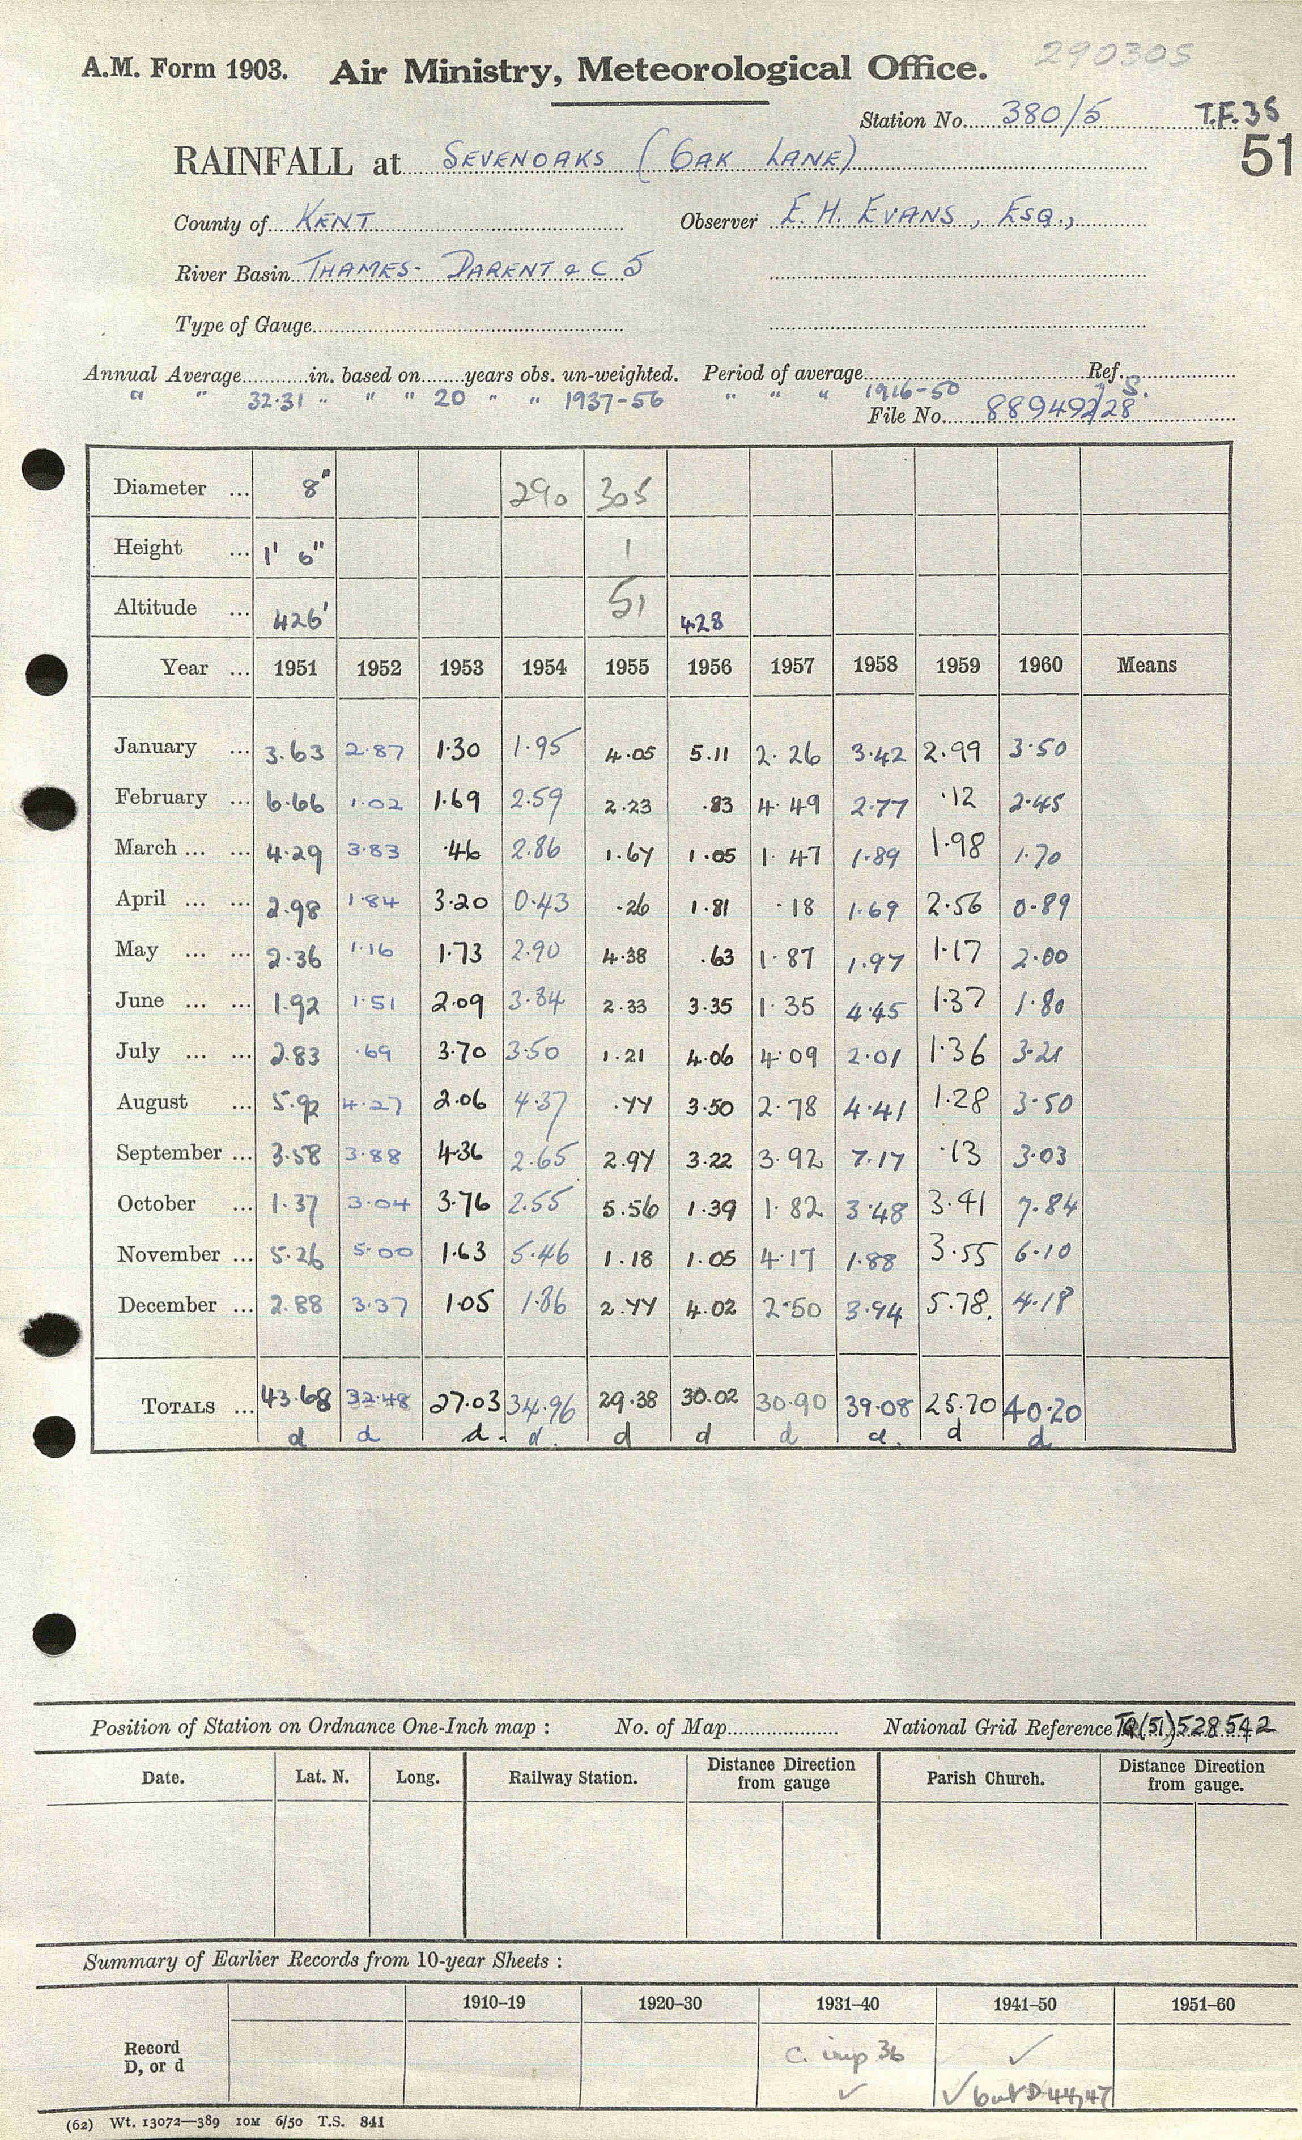 290305
A.M. Form 1903. Air Ministry, Meteorological Office.
Station No. 380/5 T.F.35
51
RAINFALL at SEVENOAKS (OAK LANE)
County of KENT Observer E. H. EVANS, ESQ.,
River Basin THAMES- DARENT & C 5
Type of Gauge
Annual Average in. based on years obs. un-weighted. Period of average Ref.
" " 32.31 " " " 20 " " 1937-56 " " " 1916-50 S.
File No. 889492/28
Diameter ... 8" 290 305
Height ... 1' 6" 1
Altitude ... 426' 51 428
Year ... 1951 1952 1953 1954 1955 1956 1957 1958 1959 1960 Means
January ... 3.63 2.87 1.30 1.95 4.05 5.11 2.26 3.42 2.99 3.50
February ... 6.66 1.02 1.69 2.59 2.23 .83 4.49 2.77 .12 2.45
March ... ... 4.29 3.83 .46 2.86 1.67 1.05 1.47 1.89 1.98 1.70
April ... ... 2.98 1.84 3.20 0.43 .26 1.81 .18 1.69 2.56 0.89
May ... ... 2.36 1.16 1.73 2.90 4.38 .63 1.87 1.97 1.17 2.00
June ... ... 1.92 1.51 2.09 3.84 2.33 3.35 1.35 4.45 1.37 1.80
July ... ... 2.83 .69 3.70 3.50 1.21 4.06 4.09 2.01 1.36 3.21
August ... 5.92 4.27 2.06 4.37 .77 3.50 2.78 4.41 1.28 3.50
September ... 3.58 3.88 4.36 2.65 2.97 3.22 3.92 7.17 .13 3.03
October ... 1.37 3.04 3.76 2.55 5.56 1.39 1.82 3.48 3.41 7.84
November ... 5.26 5.00 1.63 5.46 1.18 1.05 4.17 1.88 3.55 6.10
December ... 2.88 3.37 1.05 1.86 2.77 4.02 2.50 3.94 5.78. 4.18
TOTALS ... 43.68 32.48 27.03 34.96 29.38 30.02 30.90 39.08 25.70 40.20
d d d. d. d d d d. d d
Position of Station on Ordnance One-Inch map : No. of Map National Grid Reference TQ(51)528542
Date. Lat. N. Long. Railway Station. Distance Direction from gauge Parish Church. Distance Direction from gauge.
Summary of Earlier Records from 10-year Sheets :
1910-19 1920-30 1931-40 1941-50 1951-60
Record D, or d C. imp 36 ✓
✓ ✓ but D 44,47
(62) Wt. 13072—389 10M 6/50 T.S. 841